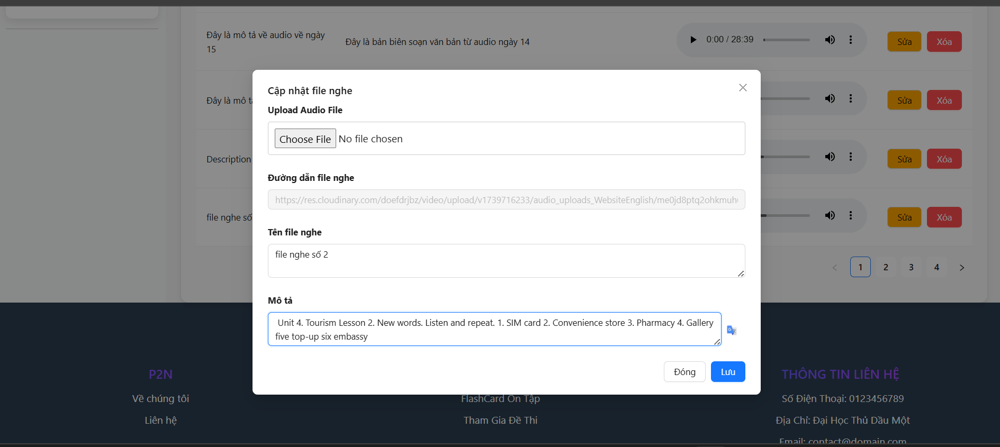 Đây là mô tả về audio về ngày
15
Đây là bản biên soạn văn bản từ audio ngày 14
0:00 / 28:39
Sửa
Xóa
Cập nhật file nghe
Upload Audio File
Choose File No file chosen
Đây là mô
Sửa
Xóa
Description
Sửa
Xóa
Đường dẫn file nghe
https://res.cloudinary.com/doefdrjbz/video/upload/v1739716233/audio_uploads_WebsiteEnglish/me0jd8ptq2ohkmuh
file nghe số
Sửa
Xóa
Tên file nghe
file nghe số 2
1 2 3 4
Mô tả
Unit 4. Tourism Lesson 2. New words. Listen and repeat. 1. SIM card 2. Convenience store 3. Pharmacy 4. Gallery
five top-up six embassy
Đóng
Lưu
P2N
Về chúng tôi
Liên hệ
FlashCard Ôn Tập
Tham Gia Đề Thi
THÔNG TIN LIÊN HỆ
Số Điện Thoại: 0123456789
Địa Chỉ: Đại Học Thủ Dầu Một
Email: contact@domain.com